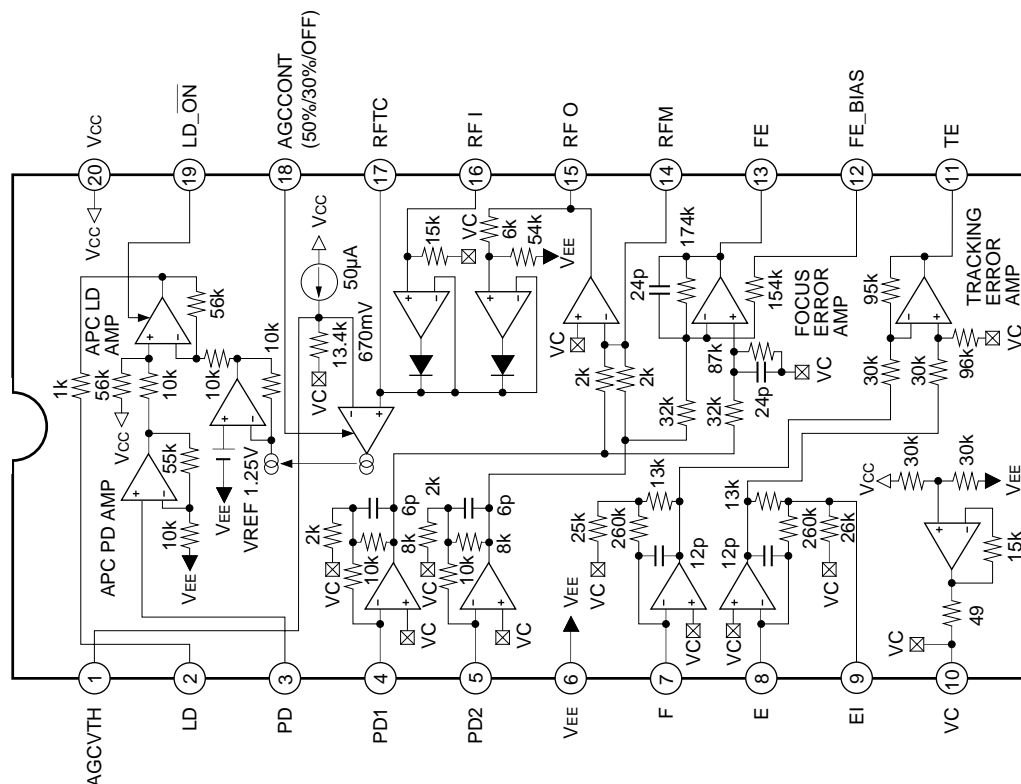 20
VCC
19
LD_ON
18
AGCCONT
(50%/30%/OFF)
17
RFTC
16
RF I
15
RF O
14
RFM
13
FE
12
FE_BIAS
11
TE
VCC
APC LD
AMP
1k
56k
VCC
10k
56k
10k
10k
APC PD AMP
55k
10k
VEE
VEE
VREF 1.25V
VCC
50µA
13.4k
VC
670mV
15k
VC
6k
54k
VEE
VC
2k
2k
24p
174k
32k
32k
87k
154k
24p
VC
FOCUS
ERROR
AMP
95k
30k
30k
96k
VC
TRACKING
ERROR
AMP
2k
VC
10k
8k
6p
VC
2k
VC
10k
8k
6p
VC
VEE
25k
VC
260k
13k
12p
VC
13k
12p
VC
260k
26k
VC
VCC
30k
30k
VEE
15k
49
VC
1
AGCVTH
2
LD
3
PD
4
PD1
5
PD2
6
VEE
7
F
8
E
9
EI
10
VC